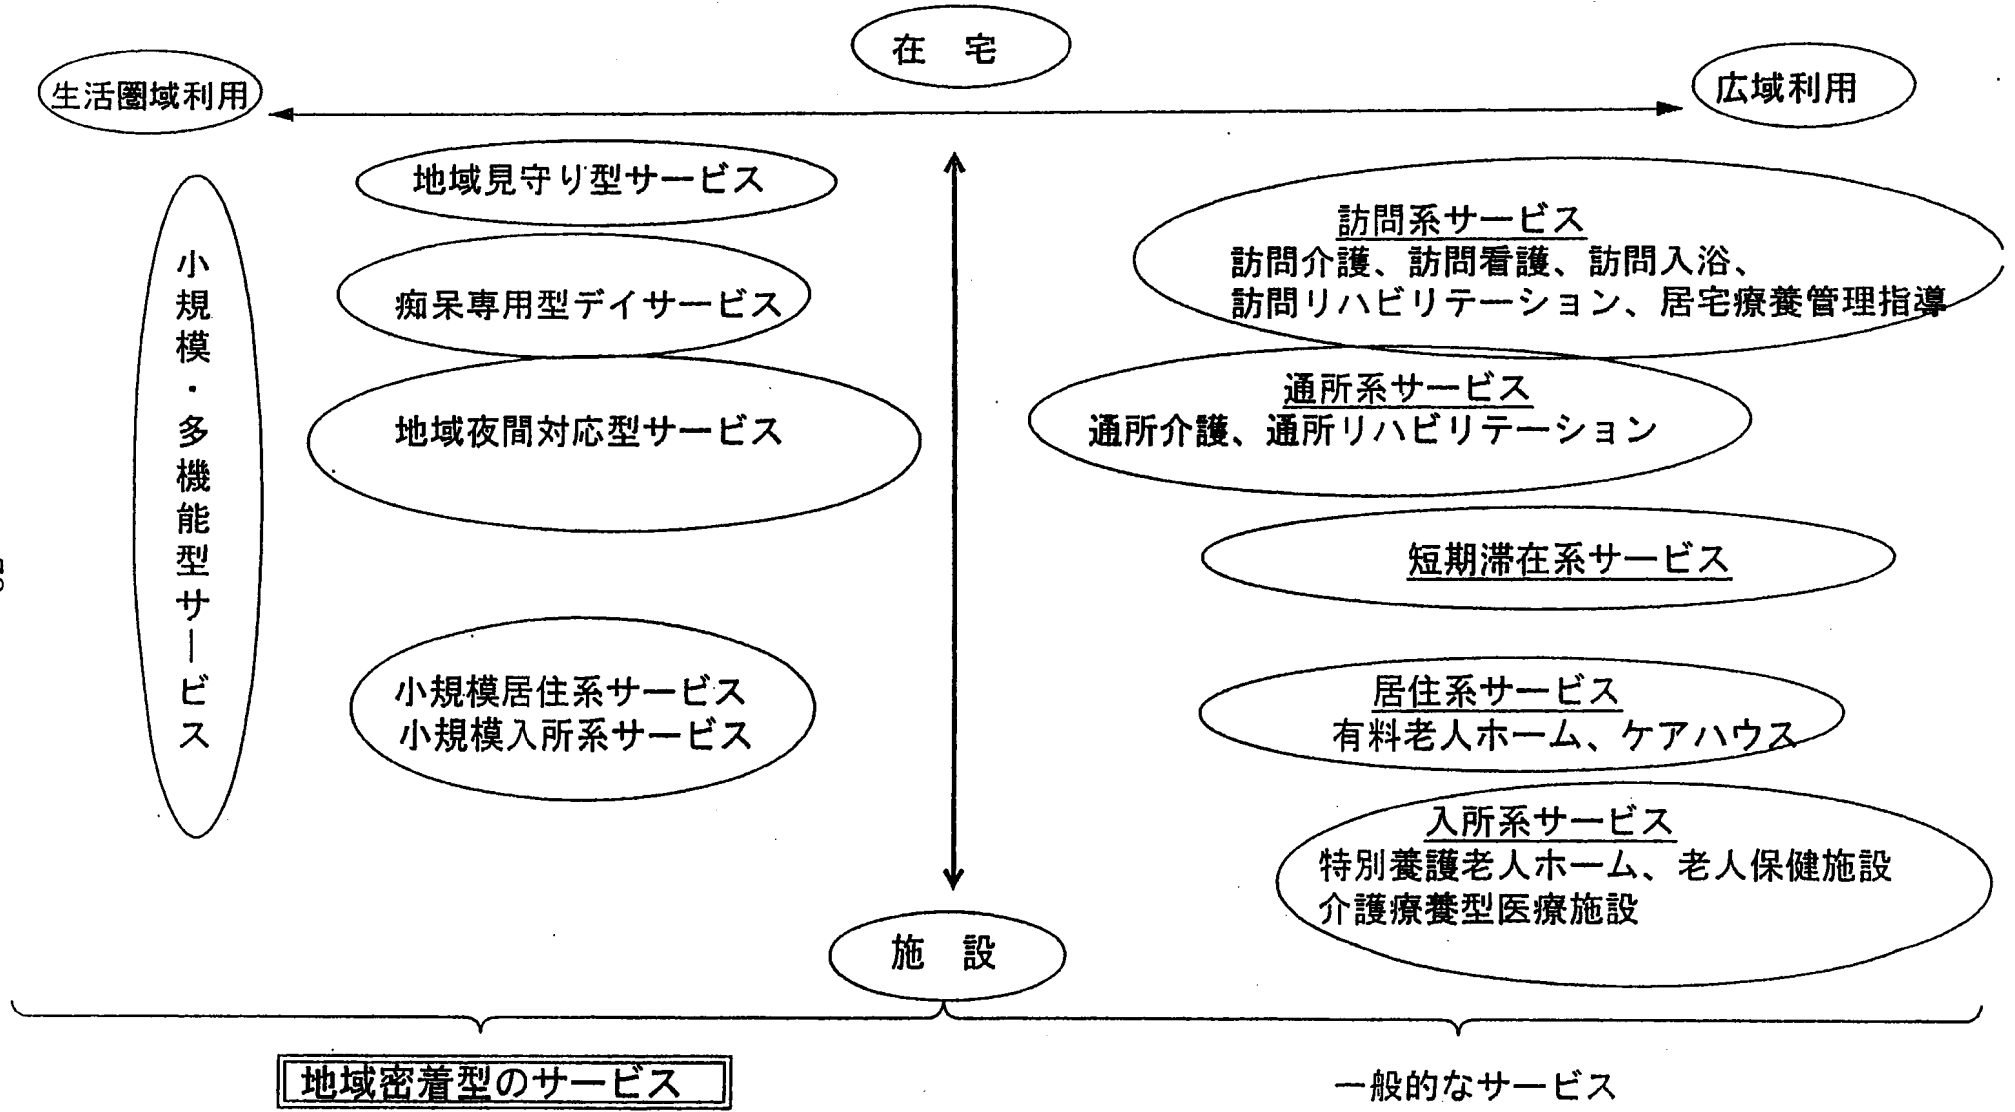 在 宅
生活圏域利用
広域利用
小規模・多機能型サービス
地域見守り型サービス
痴呆専用型デイサービス
地域夜間対応型サービス
小規模居住系サービス
小規模入所系サービス
訪問系サービス
訪問介護、訪問看護、訪問入浴、
訪問リハビリテーション、居宅療養管理指導
通所系サービス
通所介護、通所リハビリテーション
短期滞在系サービス
居住系サービス
有料老人ホーム、ケアハウス
入所系サービス
特別養護老人ホーム、老人保健施設
介護療養型医療施設
施 設
地域密着型のサービス
一般的なサービス